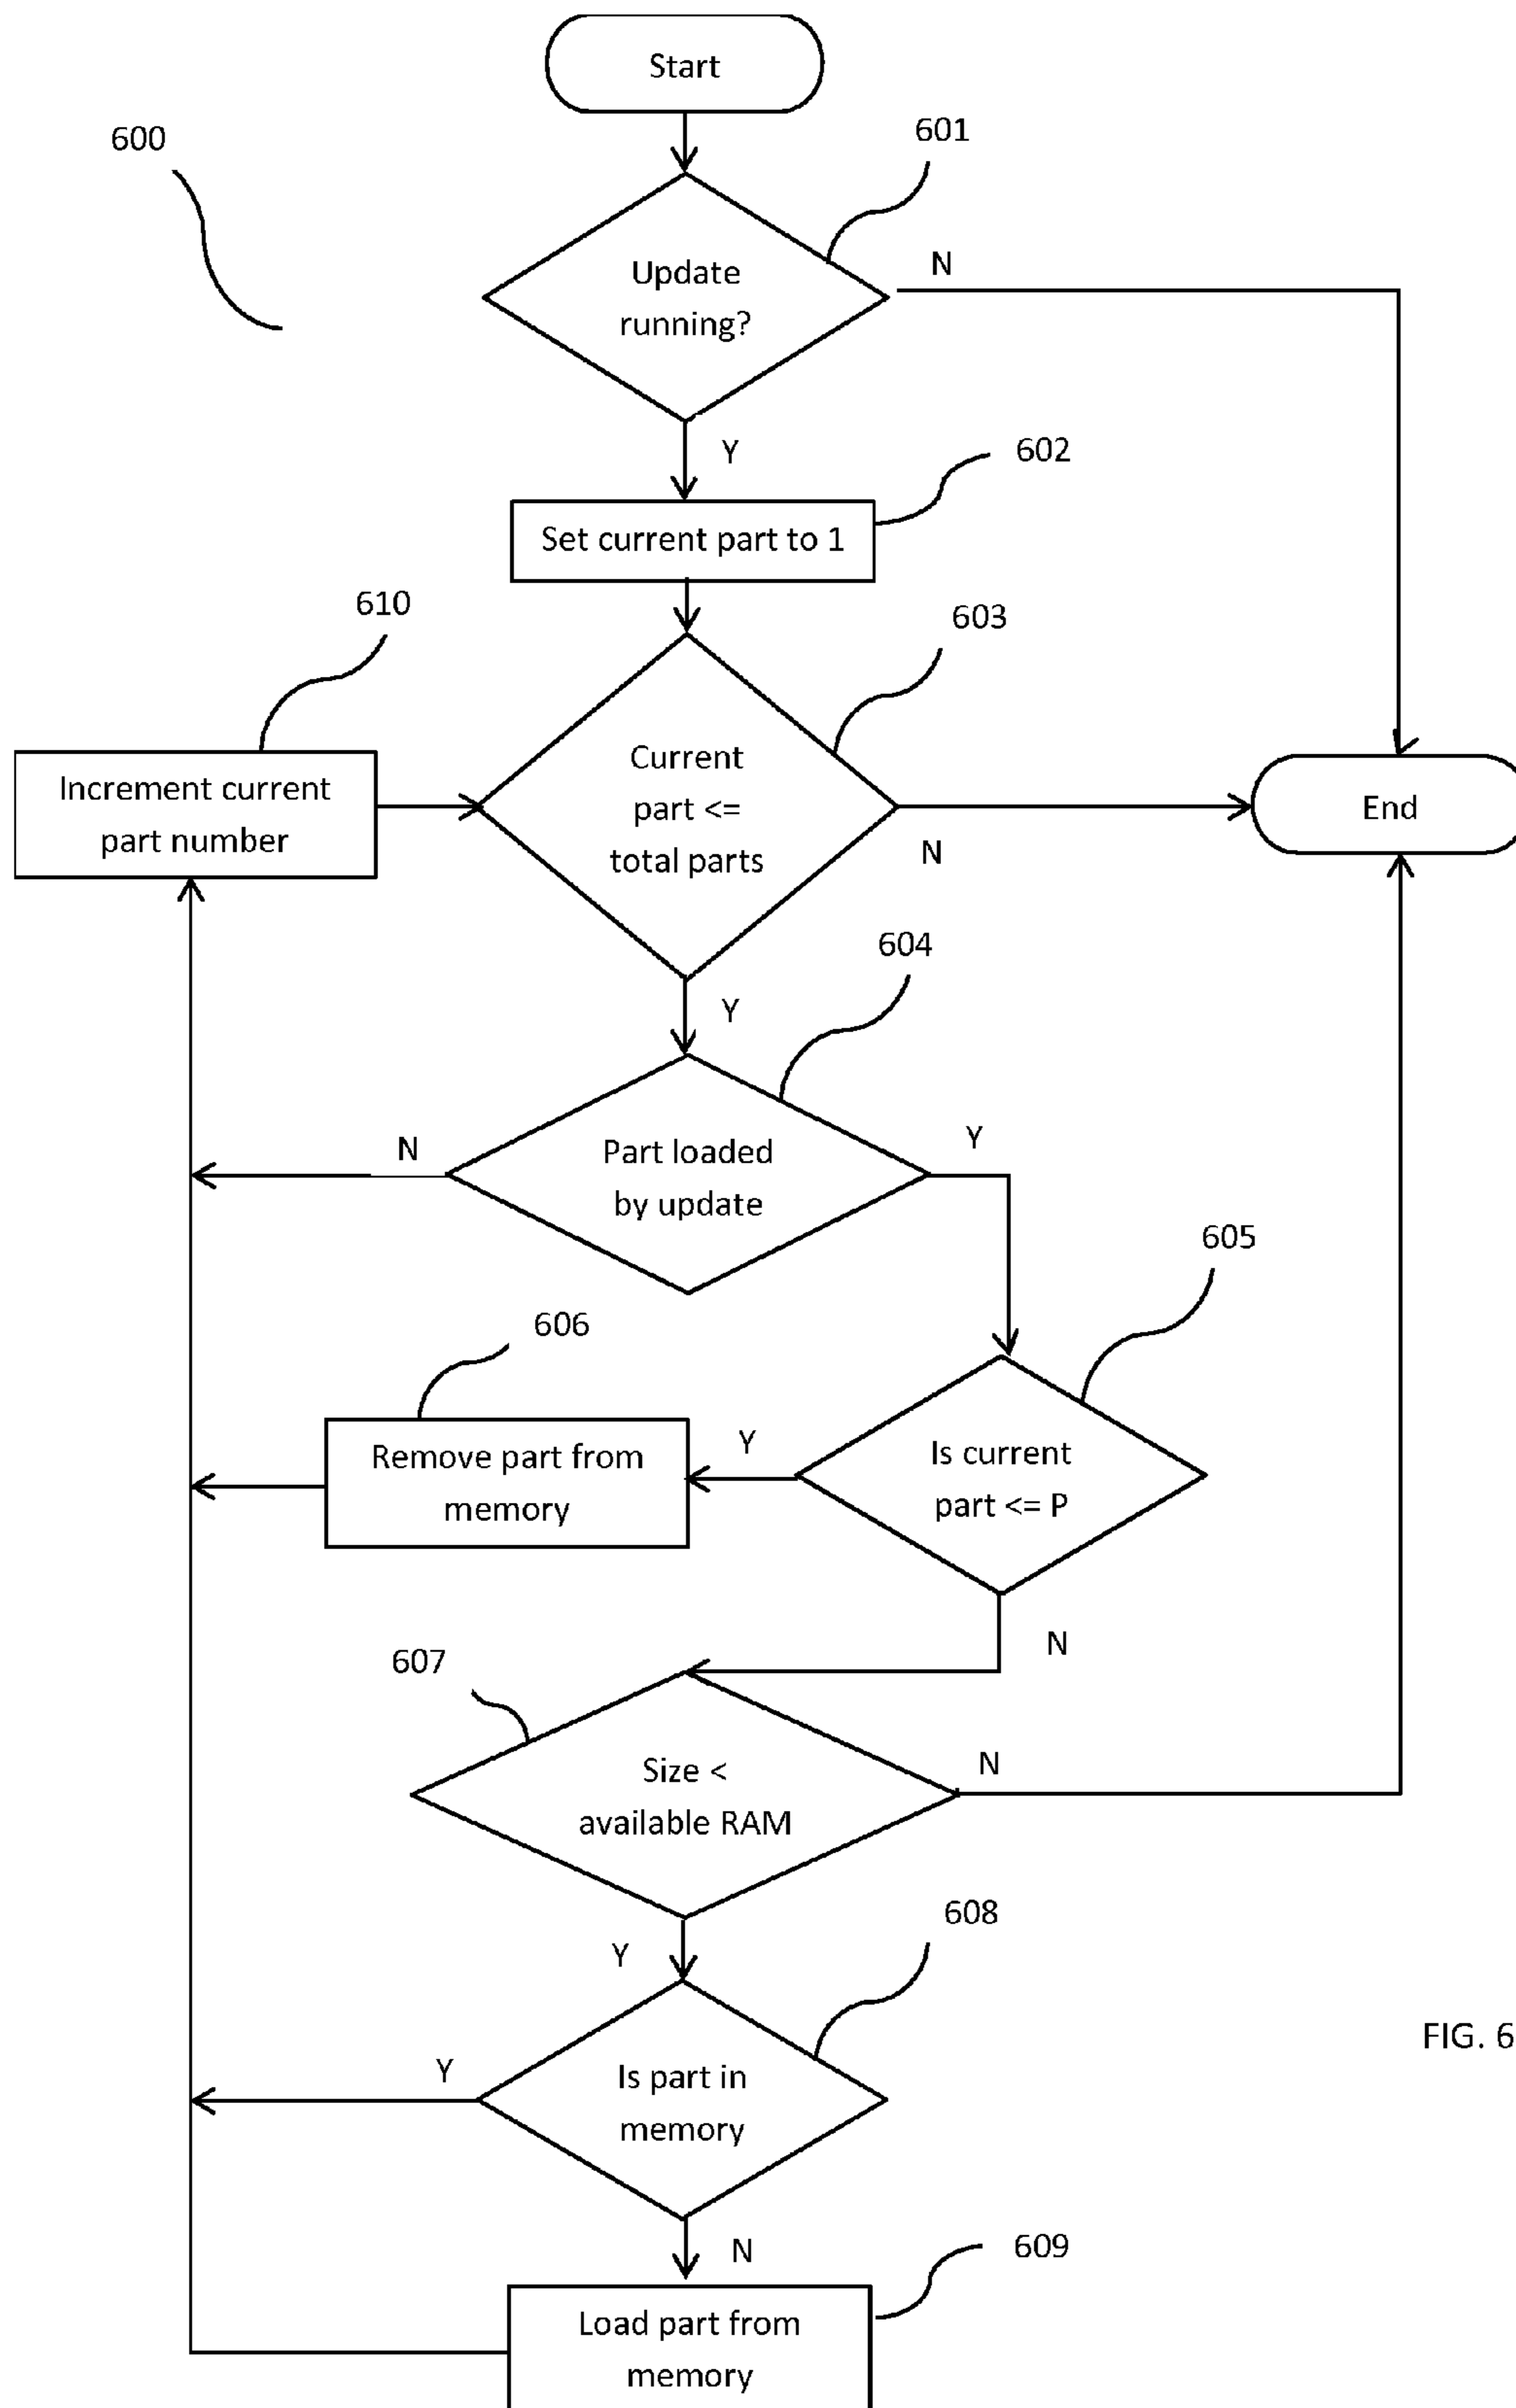 Start
600
601
Update
running?
N
Y
602
Set current part to 1
610
603
Increment current
part number
Current
part <=
total parts
N
End
Y
604
N
Part loaded
by update
Y
605
606
Remove part from
memory
Y
Is current
part <= P
N
607
Size <
available RAM
N
Y
608
Y
Is part in
memory
FIG. 6
N
609
Load part from
memory